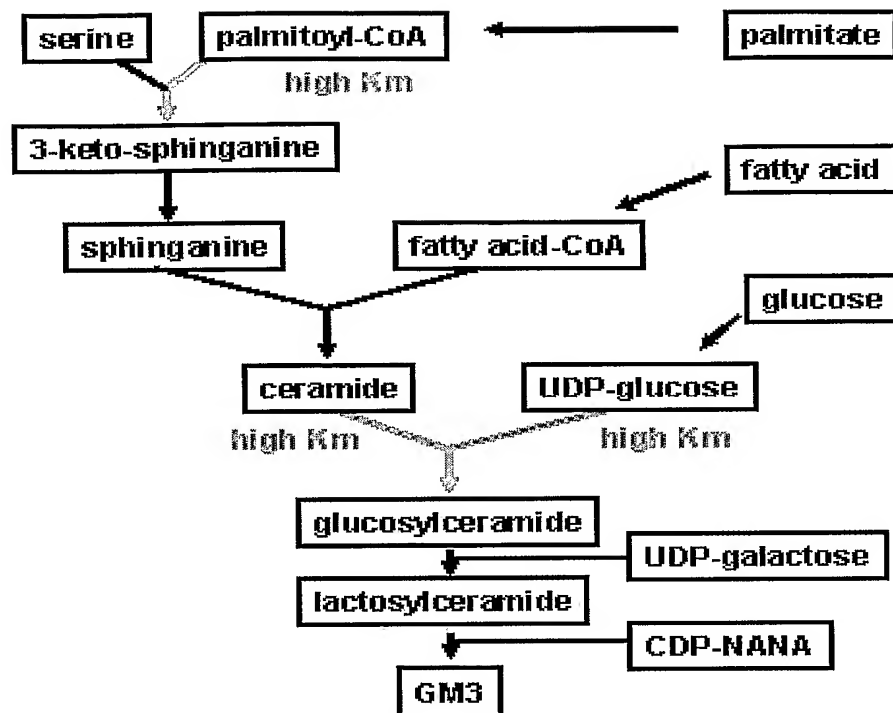 serine
palmitoyl-CoA
palmitate
high Km
3-keto-sphinganine
fatty acid
sphinganine
fatty acid-CoA
glucose
ceramide
UDP-glucose
high Km
high Km
glucosylceramide
UDP-galactose
lactosylceramide
CDP-NANA
GM3